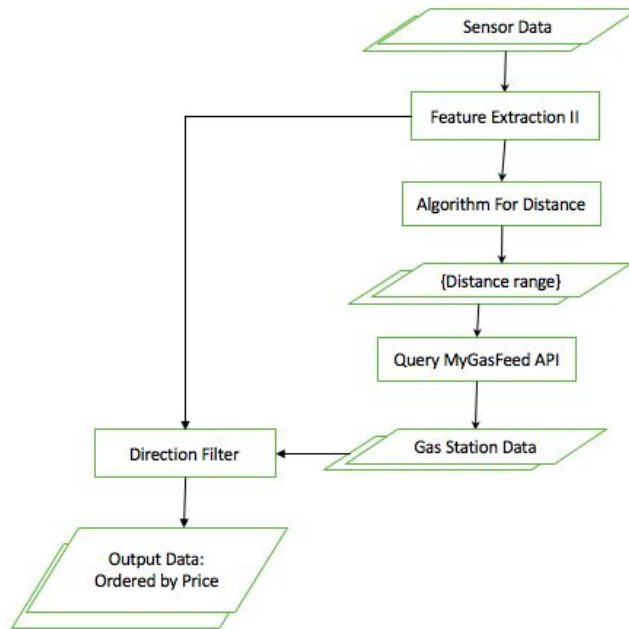 Sensor Data
Feature Extraction II
Algorithm For Distance
{Distance range}
Query MyGasFeed API
Gas Station Data
Direction Filter
Output Data:
Ordered by Price